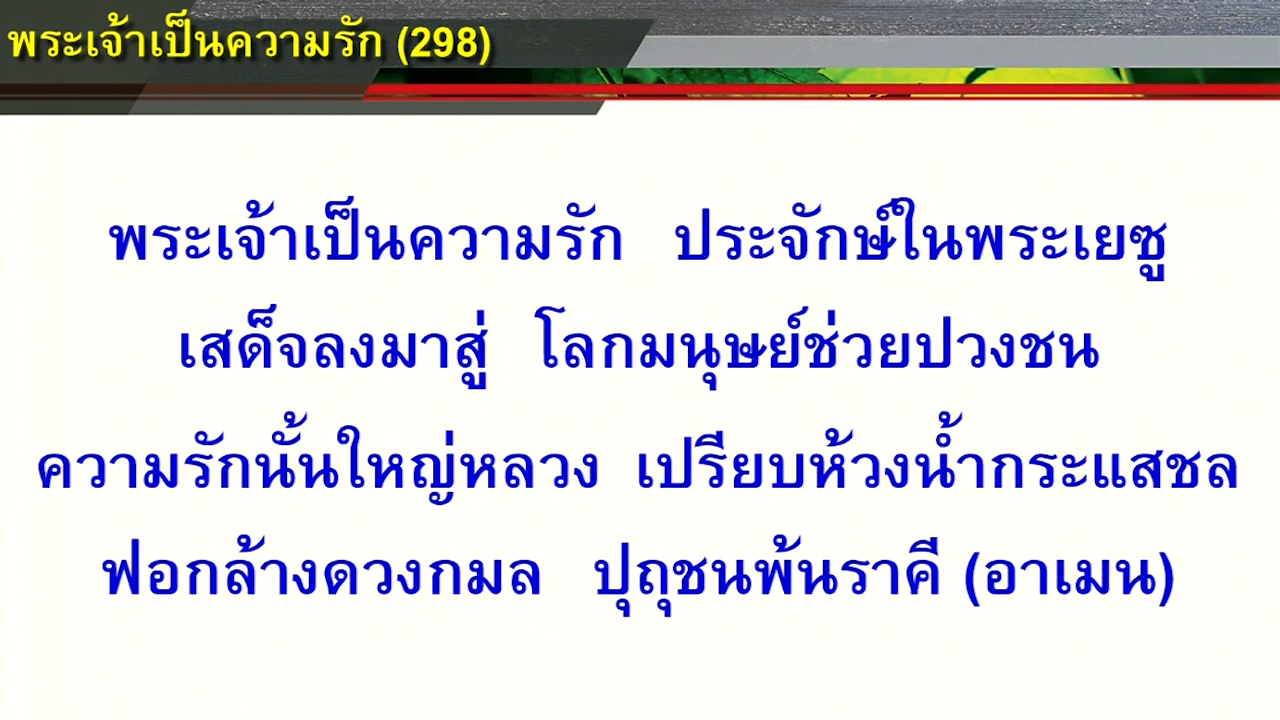 พระเจ้าเป็นความรัก (298)
พระเจ้าเป็นความรัก ประจักษ์ในพระเยซู
เสด็จลงมาสู่ โลกมนุษย์ช่วยปวงชน
ความรักนั้นใหญ่หลวง เปรียบห้วงน้ำกระแสชล
ฟอกล้างดวงกมล ปุถุชนพ้นราคี (อาเมน)